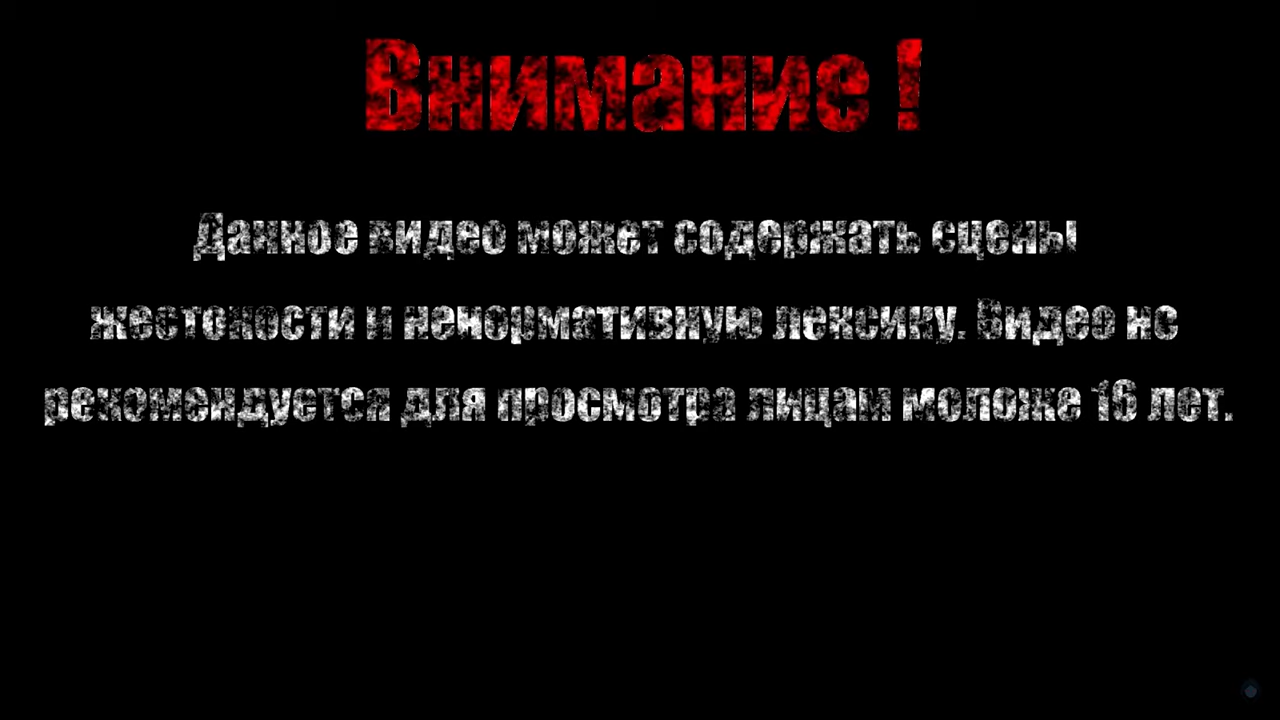 Внимание !
Данное видео может содержать сцены
жестокости и ненормативную лексику. Видео не
рекомендуется для просмотра лицам моложе 16 лет.